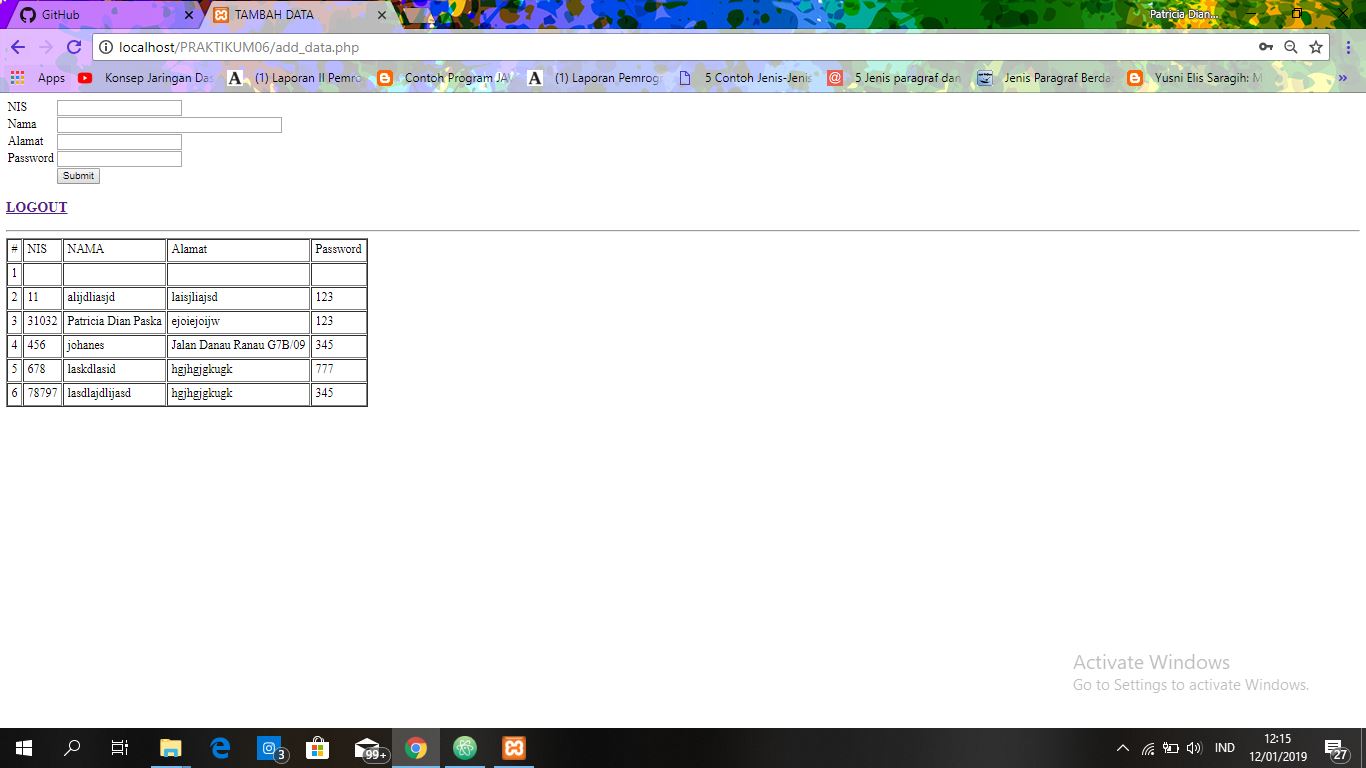 GitHub
TAMBAH DATA
Patricia Dian...
localhost/PRAKTIKUM06/add_data.php
Apps Konsep Jaringan Das (1) Laporan II Pemro Contoh Program JAV (1) Laporan Pemrog 5 Contoh Jenis-Jenis 5 Jenis paragraf dan Jenis Paragraf Berdas Yusni Elis Saragih: M »
NIS
Nama
Alamat
Password
Submit
LOGOUT
# NIS NAMA Alamat Password
1
2 11 alijdliasjd laisjliajsd 123
3 31032 Patricia Dian Paska ejoiejoijw 123
4 456 johanes Jalan Danau Ranau G7B/09 345
5 678 laskdlasid hgjhgjgkugk 777
6 78797 lasdlajdlijasd hgjhgjgkugk 345
Activate Windows
Go to Settings to activate Windows.
3 99+ IND 12:15
12/01/2019 27